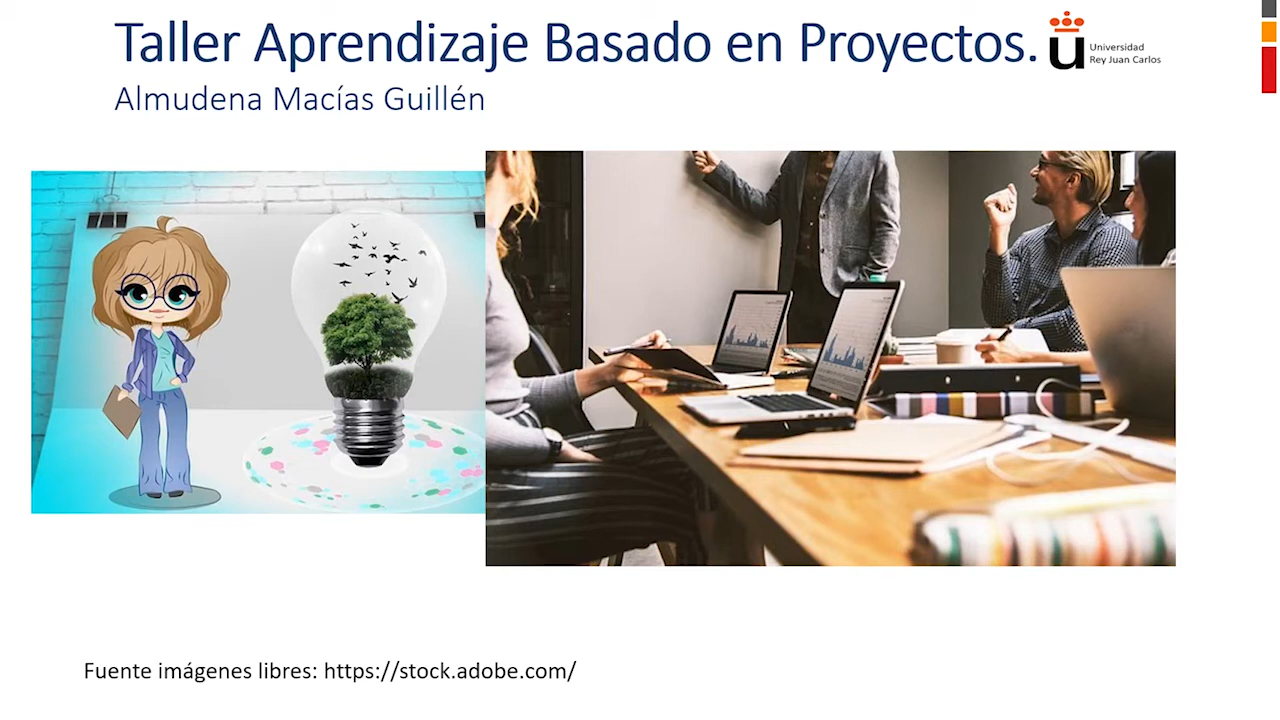 Taller Aprendizaje Basado en Proyectos.
Universidad
Rey Juan Carlos
Almudena Macías Guillén
Fuente imágenes libres: https://stock.adobe.com/